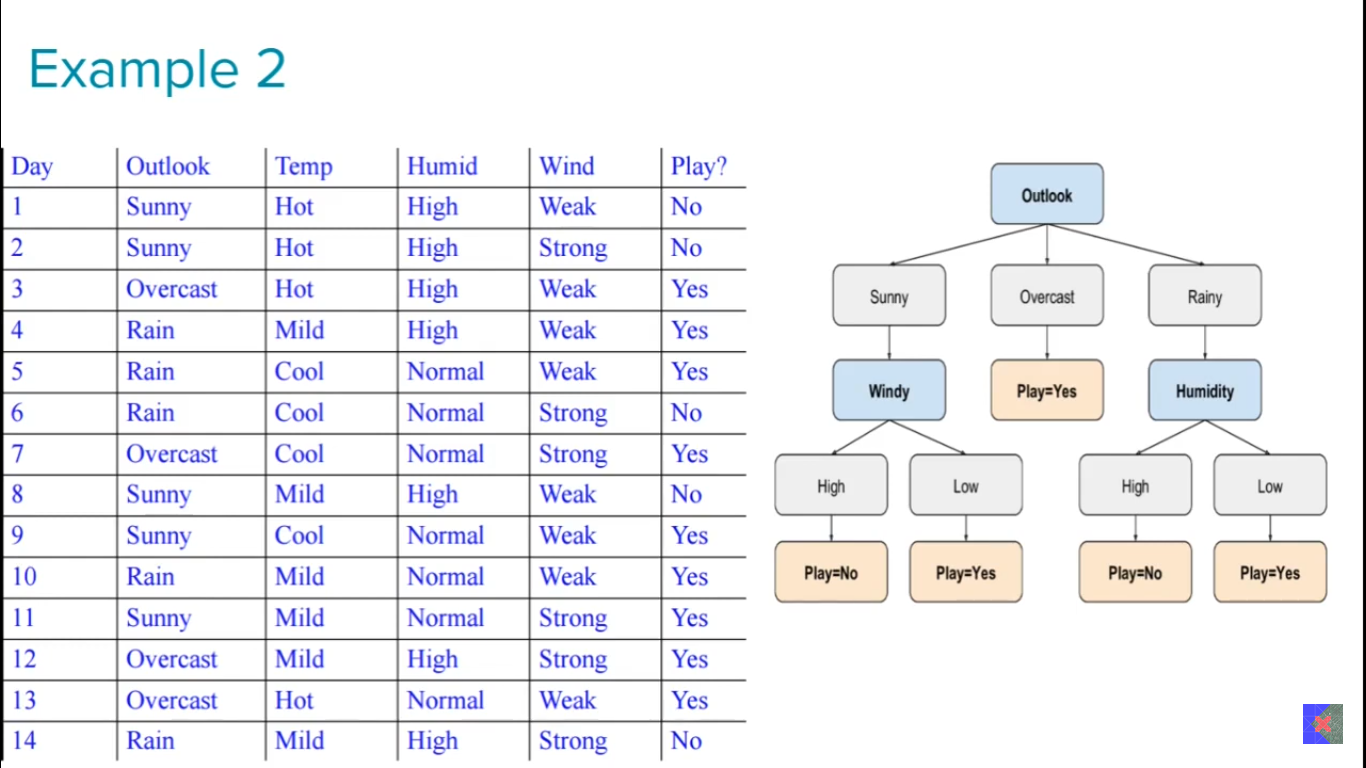 Example 2
Day Outlook Temp Humid Wind Play?
1 Sunny Hot High Weak No
2 Sunny Hot High Strong No
3 Overcast Hot High Weak Yes
4 Rain Mild High Weak Yes
5 Rain Cool Normal Weak Yes
6 Rain Cool Normal Strong No
7 Overcast Cool Normal Strong Yes
8 Sunny Mild High Weak No
9 Sunny Cool Normal Weak Yes
10 Rain Mild Normal Weak Yes
11 Sunny Mild Normal Strong Yes
12 Overcast Mild High Strong Yes
13 Overcast Hot Normal Weak Yes
14 Rain Mild High Strong No
Outlook
Sunny Overcast Rainy
Windy Play=Yes Humidity
High Low High Low
Play=No Play=Yes Play=No Play=Yes